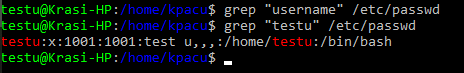 testu@Krasi-HP:/home/kpacu$ grep "username" /etc/passwd
testu@Krasi-HP:/home/kpacu$ grep "testu" /etc/passwd
testu:x:1001:1001:test u,,,:/home/testu:/bin/bash
testu@Krasi-HP:/home/kpacu$